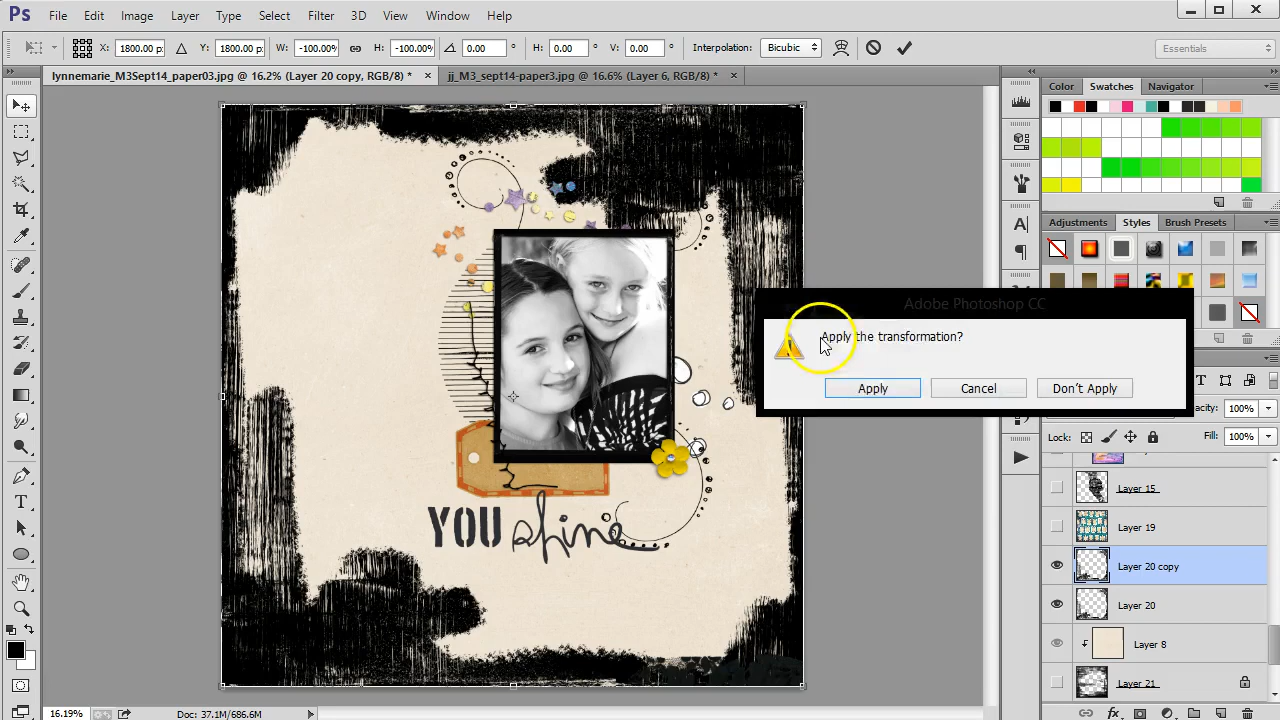 Ps File Edit Image Layer Type Select Filter 3D View Window Help
X: 1800.00 px Y: 1800.00 px W: -100.00% H: -100.00% 0.00 ° H: 0.00 ° V: 0.00 ° Interpolation: Bicubic Essentials
lynnemarie_M3Sept14_paper03.jpg @ 16.2% (Layer 20 copy, RGB/8) * × jj_M3_sept14-paper3.jpg @ 16.6% (Layer 6, RGB/8) * ×
Color Swatches Navigator
Adjustments Styles Brush Presets
Adobe Photoshop CC
Apply the transformation?
Apply Cancel Don't Apply
Opacity: 100%
Lock: Fill: 100%
Layer 15
Layer 19
Layer 20 copy
Layer 20
Layer 8
Layer 21
YOU shine
16.19% Doc: 37.1M/686.6M